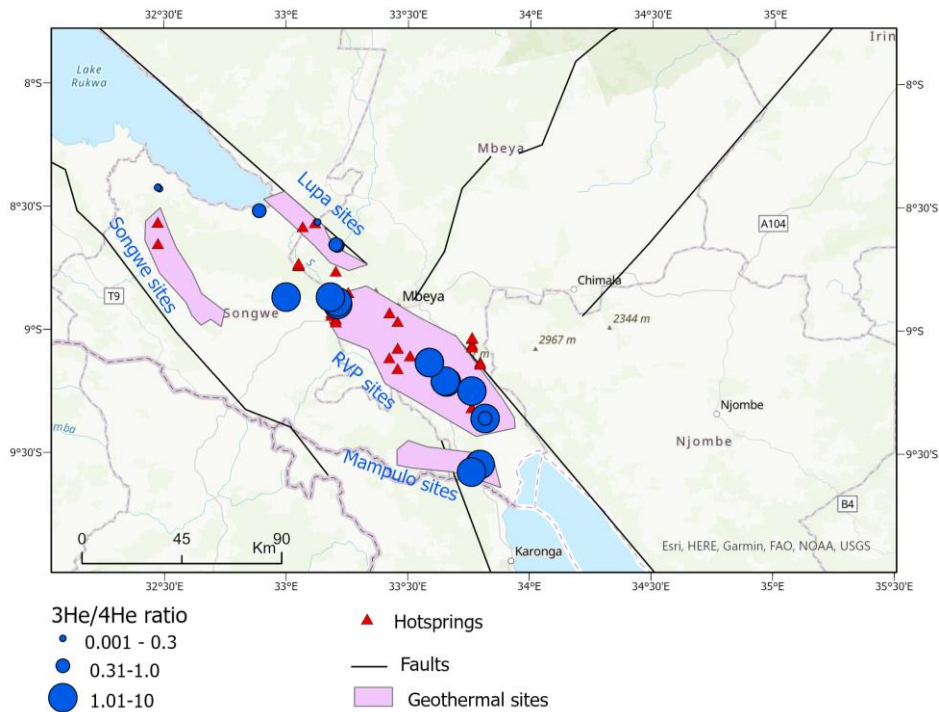 32°30'E 33°E 33°30'E 34°E 34°30'E 35°E
Irin
Lake
Rukwa
8°S 8°S
Mbeya
8°30'S 8°30'S
Lupa sites
Songwe sites
A104
Chimala
T9
Mbeya
Songwe
S
9°S 9°S
2344 m
2967 m
m
RVP sites
Njombe
Njombe
mba
9°30'S 9°30'S
Mampulo sites
B4
0 45 90
Km
Karonga
Esri, HERE, Garmin, FAO, NOAA, USGS
32°30'E 33°E 33°30'E 34°E 34°30'E 35°E 35°30'E
3He/4He ratio
0.001 - 0.3
0.31-1.0
1.01-10
Hotsprings
Faults
Geothermal sites